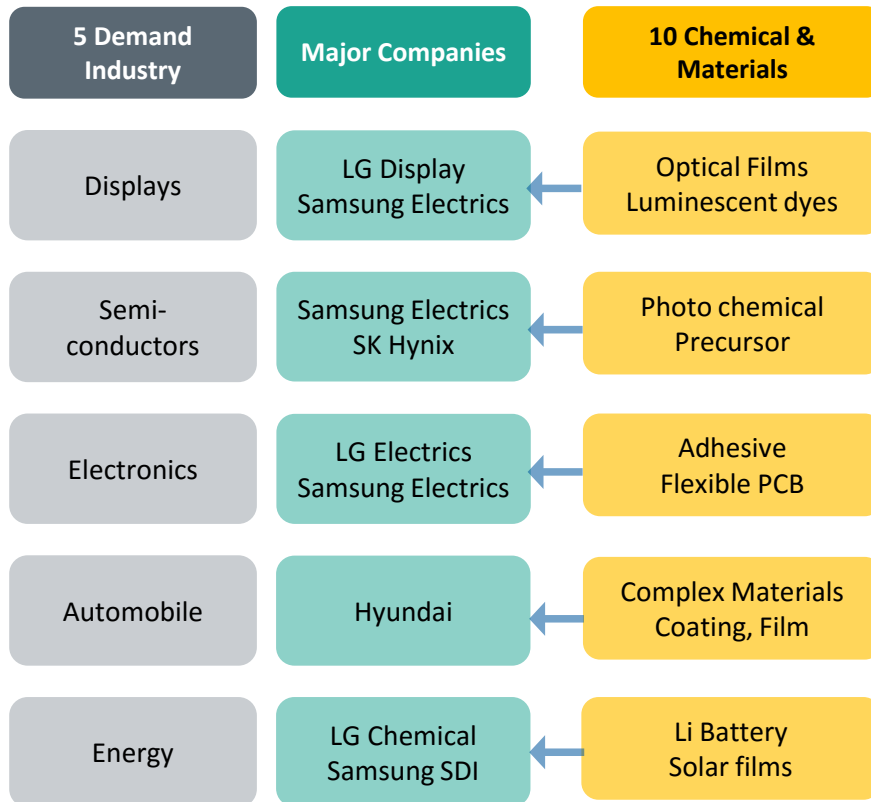 5 Demand
Industry
Major Companies
10 Chemical &
Materials
Displays
LG Display
Samsung Electrics
Optical Films
Luminescent dyes
Semi-
conductors
Samsung Electrics
SK Hynix
Photo chemical
Precursor
Electronics
LG Electrics
Samsung Electrics
Adhesive
Flexible PCB
Automobile
Hyundai
Complex Materials
Coating, Film
Energy
LG Chemical
Samsung SDI
Li Battery
Solar films